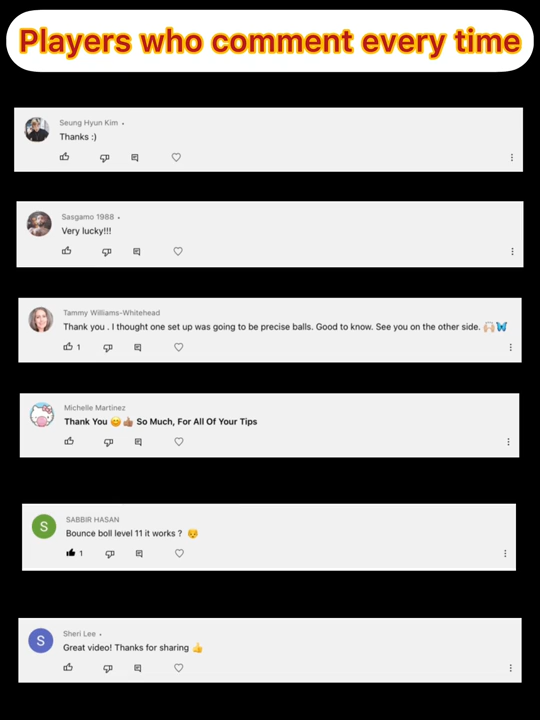 Players who comment every time
Seung Hyun Kim •
Thanks :)
Sasgamo 1988 •
Very lucky!!!
Tammy Williams-Whitehead
Thank you . I thought one set up was going to be precise balls. Good to know. See you on the other side. 🙌🏻🦋
1
Michelle Martinez
Thank You 😊👍🏽 So Much, For All Of Your Tips
S
SABBIR HASAN
Bounce boll level 11 it works ? 😚
1
S
Sheri Lee •
Great video! Thanks for sharing 👍